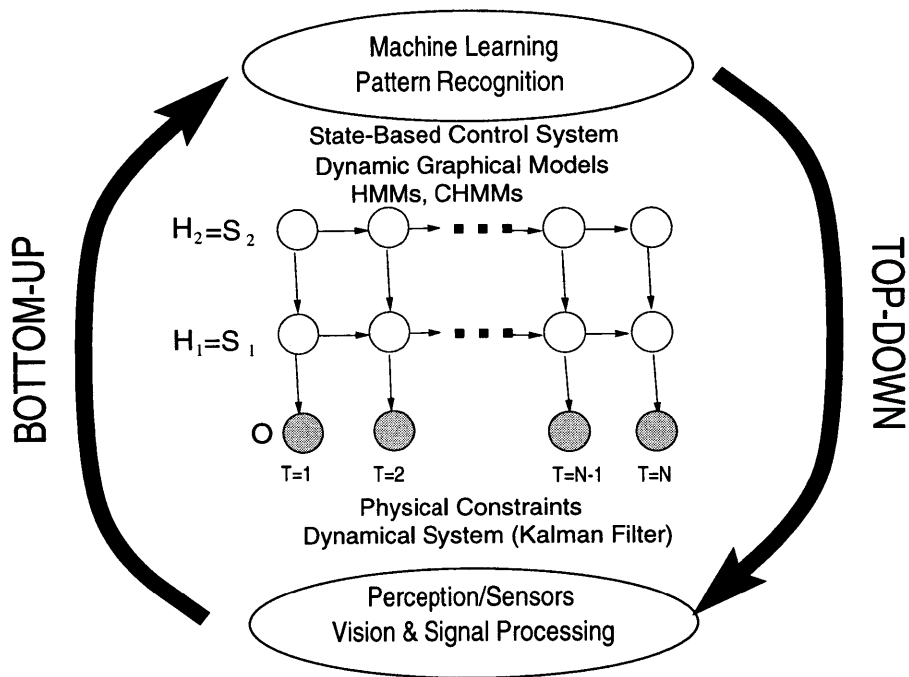 Machine Learning
Pattern Recognition
State-Based Control System
Dynamic Graphical Models
HMMs, CHMMs
H₂=S₂
H₁=S₁
O
T=1 T=2 T=N-1 T=N
Physical Constraints
Dynamical System (Kalman Filter)
Perception/Sensors
Vision & Signal Processing
BOTTOM-UP
TOP-DOWN